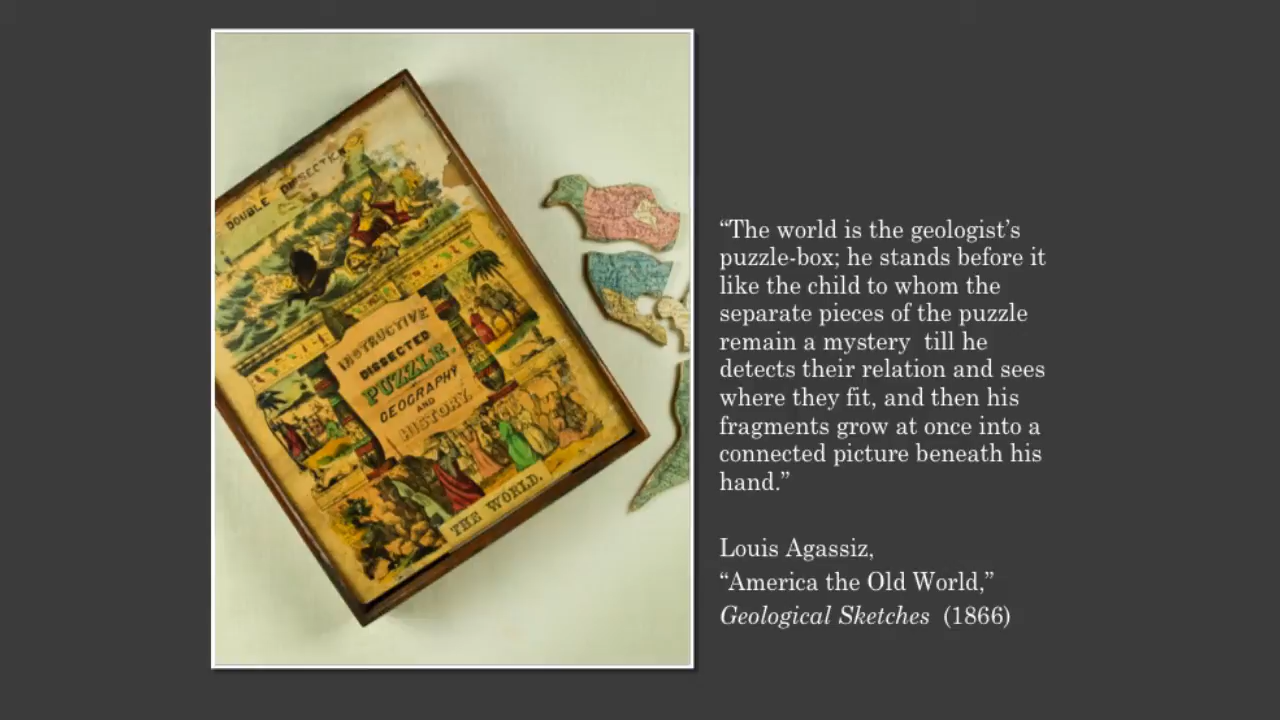 DOUBLE DISSECTION
INSTRUCTIVE
DISSECTED
PUZZLE.
GEOGRAPHY
AND
HISTORY.
THE WORLD.
“The world is the geologist’s
puzzle-box; he stands before it
like the child to whom the
separate pieces of the puzzle
remain a mystery  till he
detects their relation and sees
where they fit, and then his
fragments grow at once into a
connected picture beneath his
hand.”
Louis Agassiz,
“America the Old World,”
Geological Sketches  (1866)